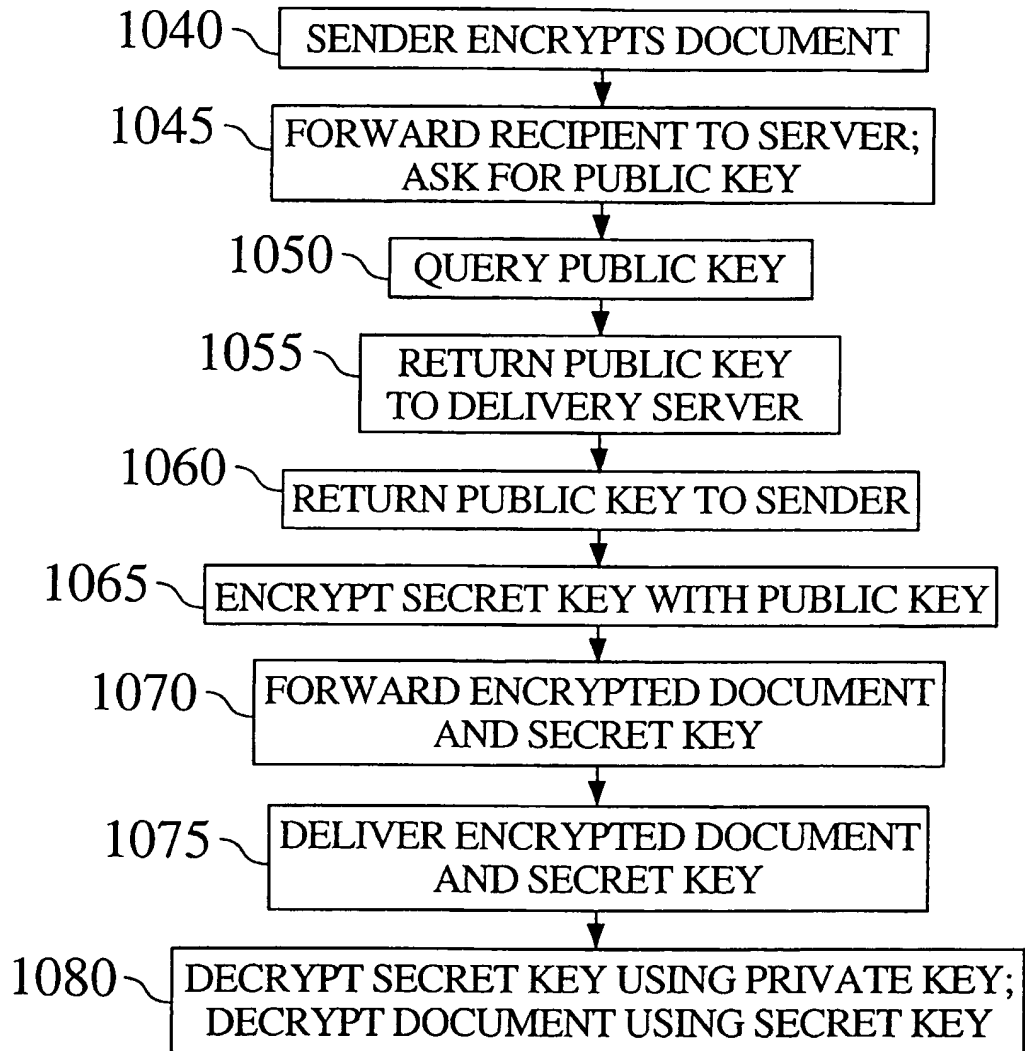 1040 SENDER ENCRYPTS DOCUMENT
1045 FORWARD RECIPIENT TO SERVER;
ASK FOR PUBLIC KEY
1050 QUERY PUBLIC KEY
1055 RETURN PUBLIC KEY
TO DELIVERY SERVER
1060 RETURN PUBLIC KEY TO SENDER
1065 ENCRYPT SECRET KEY WITH PUBLIC KEY
1070 FORWARD ENCRYPTED DOCUMENT
AND SECRET KEY
1075 DELIVER ENCRYPTED DOCUMENT
AND SECRET KEY
1080 DECRYPT SECRET KEY USING PRIVATE KEY;
DECRYPT DOCUMENT USING SECRET KEY